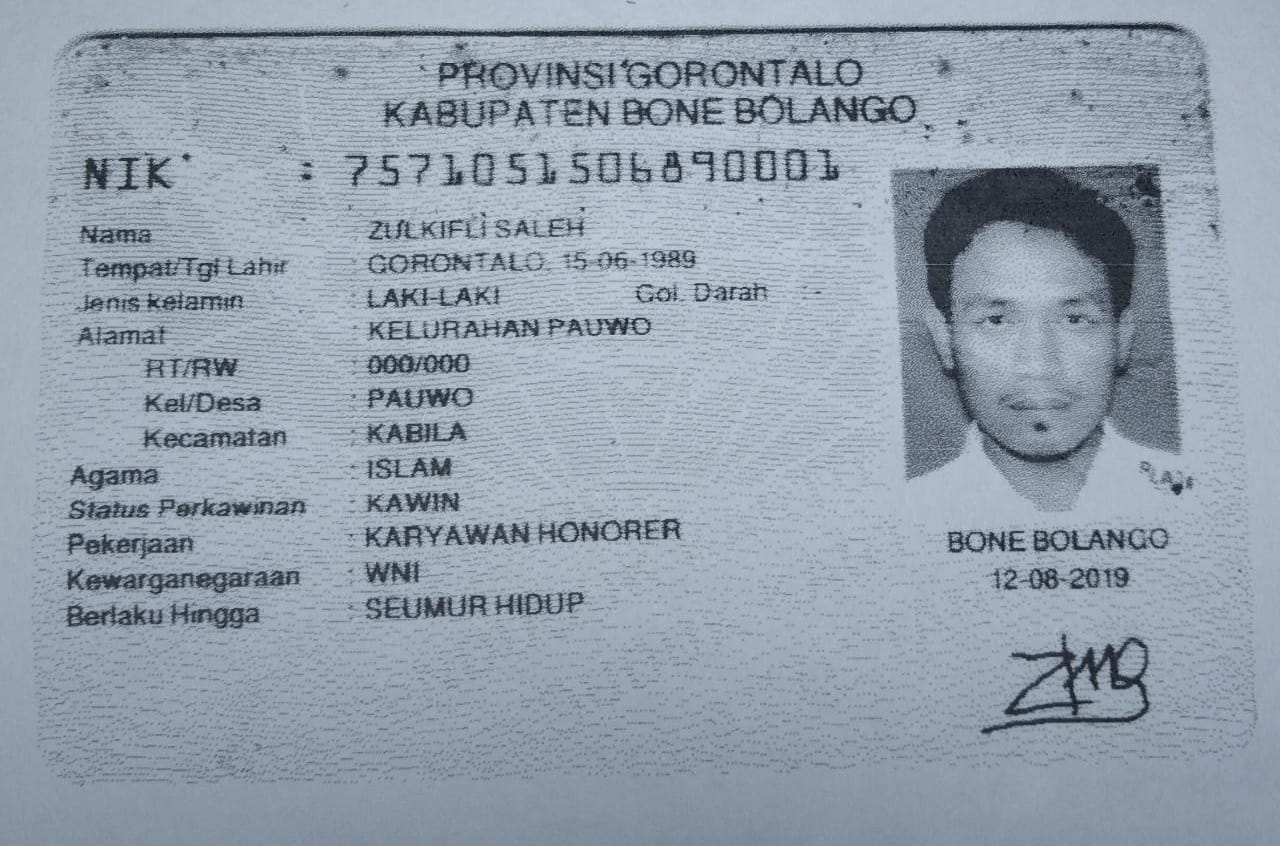 PROVINSI GORONTALO
KABUPATEN BONE BOLANGO
NIK : 7571051506890001
Nama : ZULKIFLI SALEH
Tempat/Tgl Lahir : GORONTALO, 15-06-1989
Jenis kelamin : LAKI-LAKI Gol. Darah : -
Alamat : KELURAHAN PAUWO
RT/RW : 000/000
Kel/Desa : PAUWO
Kecamatan : KABILA
Agama : ISLAM
Status Perkawinan : KAWIN
Pekerjaan : KARYAWAN HONORER
Kewarganegaraan : WNI
Berlaku Hingga : SEUMUR HIDUP
BONE BOLANGO
12-08-2019